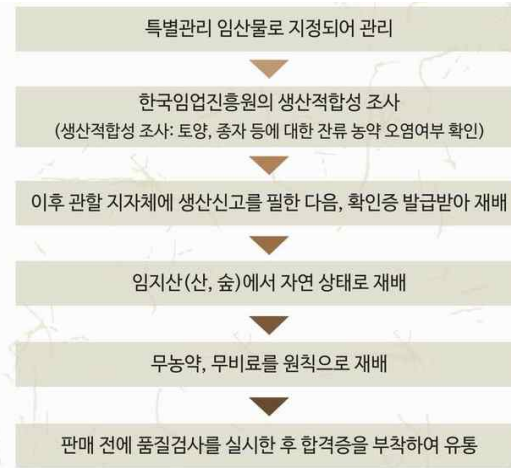 특별관리 임산물로 지정되어 관리
한국임업진흥원의 생산적합성 조사
(생산적합성 조사: 토양, 종자 등에 대한 잔류 농약 오염여부 확인)
이후 관할 지자체에 생산신고를 필한 다음, 확인증 발급받아 재배
임지산(산, 숲)에서 자연 상태로 재배
무농약, 무비료를 원칙으로 재배
판매 전에 품질검사를 실시한 후 합격증을 부착하여 유통